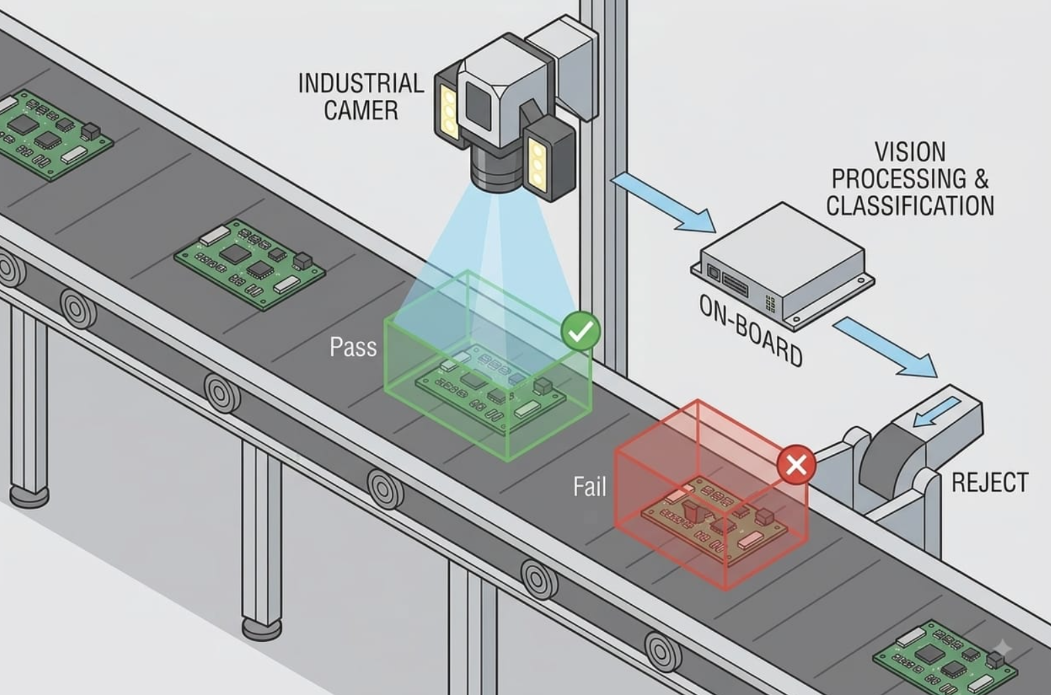 INDUSTRIAL
CAMER
VISION
PROCESSING &
CLASSIFICATION
ON-BOARD
Pass
Fail
REJECT